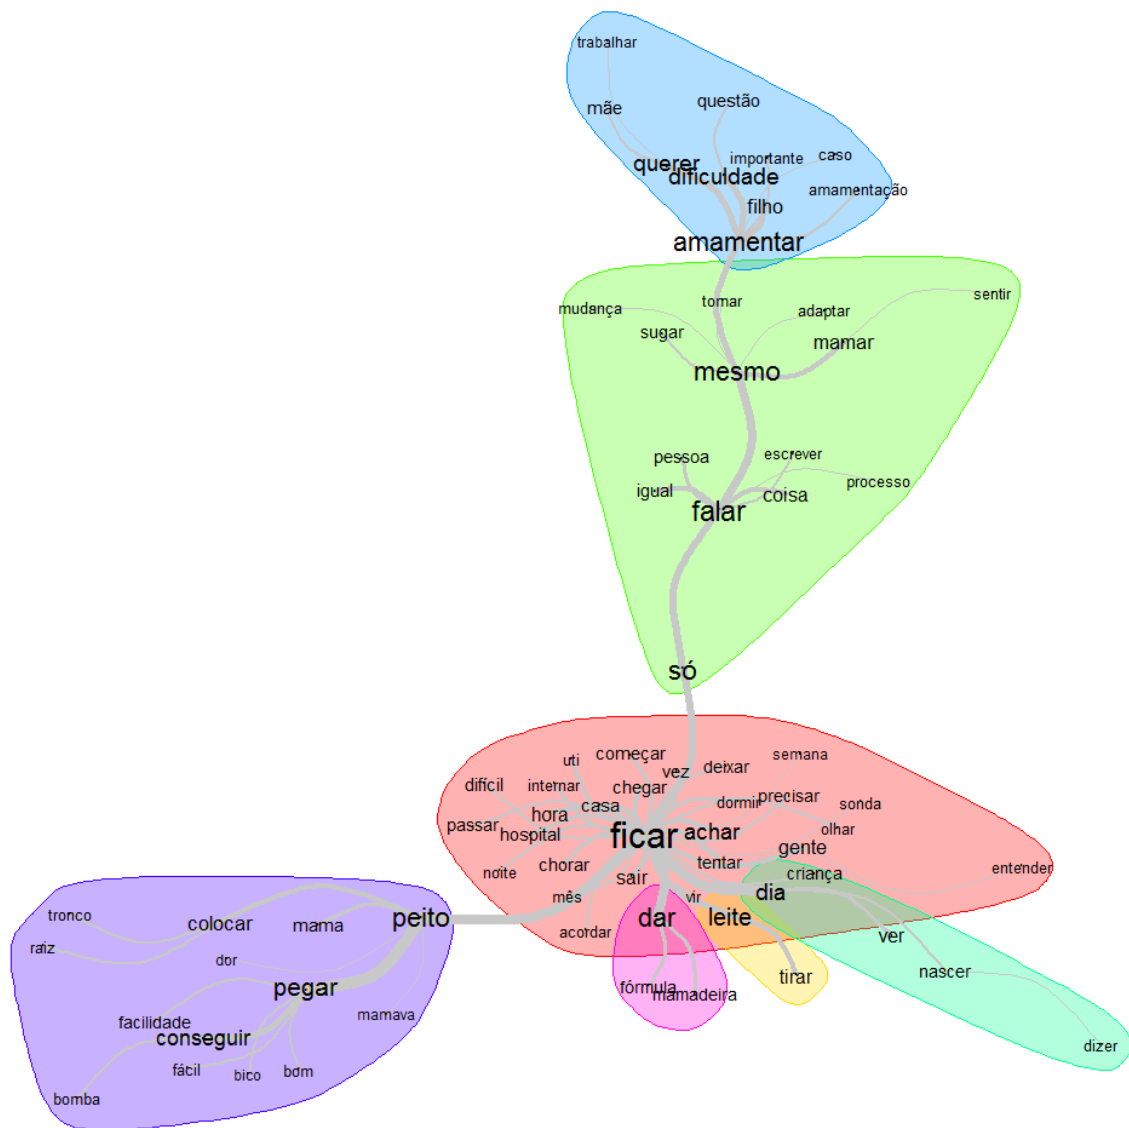 trabalhar
mãe
questão
querer
importante
caso
dificuldade
amamentação
filho
amamentar
mudança
tomar
adaptar
sentir
sugar
mamar
mesmo
pessoa
escrever
igual
coisa
processo
falar
só
uti
começar
vez
deixar
semana
difícil
internar
chegar
casa
dormir
precisar
sonda
passar
hora
hospital
ficar
achar
olhar
gente
noite
chorar
sair
tentar
criança
entender
mês
vir
dia
acordar
dar
leite
ver
tronco
colocar
mama
peito
raiz
dor
pegar
fórmula
mamadeira
tirar
nascer
facilidade
mamava
conseguir
fácil
bico
bom
bomba
dizer